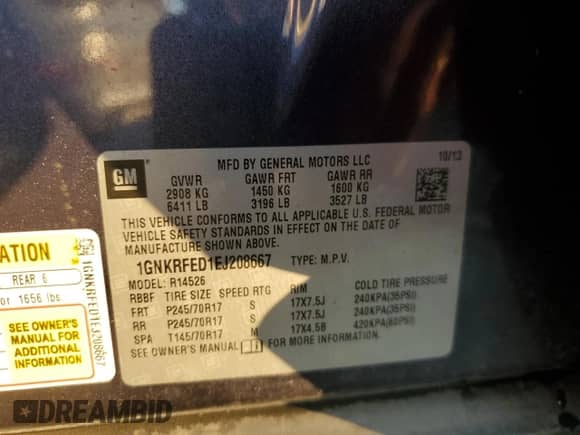 GM
MFD BY GENERAL MOTORS LLC
10/13
GVWR GAWR FRT GAWR RR
2908 KG 1450 KG 1600 KG
6411 LB 3196 LB 3527 LB
THIS VEHICLE CONFORMS TO ALL APPLICABLE U.S. FEDERAL MOTOR
VEHICLE SAFETY STANDARDS IN EFFECT ON THE DATE OF
MANUFACTURE SHOWN ABOVE.
1GNKRFED1EJ208667 TYPE: M.P.V.
MODEL: R14526
RBBF TIRE SIZE SPEED RTG RIM COLD TIRE PRESSURE
FRT P245/70R17 S 17X7.5J 240KPA(35PSI)
RR P245/70R17 S 17X7.5J 240KPA(35PSI)
SPA T145/70R17 M 17X4.5B 420KPA(60PSI)
SEE OWNER'S MANUAL FOR MORE INFORMATION.
ATION
REAR 6
or 1656 lbs.
SEE OWNER'S
MANUAL FOR
ADDITIONAL
INFORMATION
1GNKRFED1EJ208667
DREAMBID